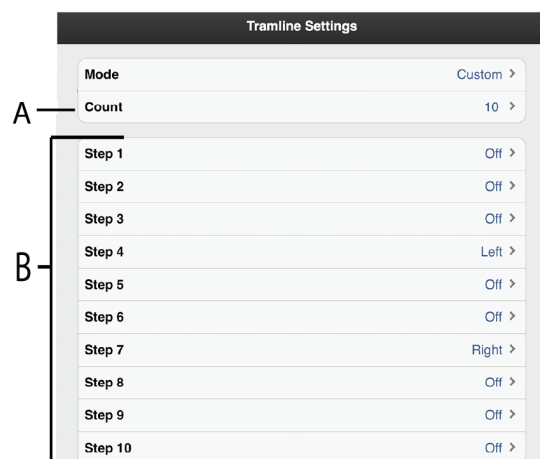 Tramline Settings
Mode Custom >
A Count 10 >
Step 1 Off >
Step 2 Off >
Step 3 Off >
Step 4 Left >
B Step 5 Off >
Step 6 Off >
Step 7 Right >
Step 8 Off >
Step 9 Off >
Step 10 Off >